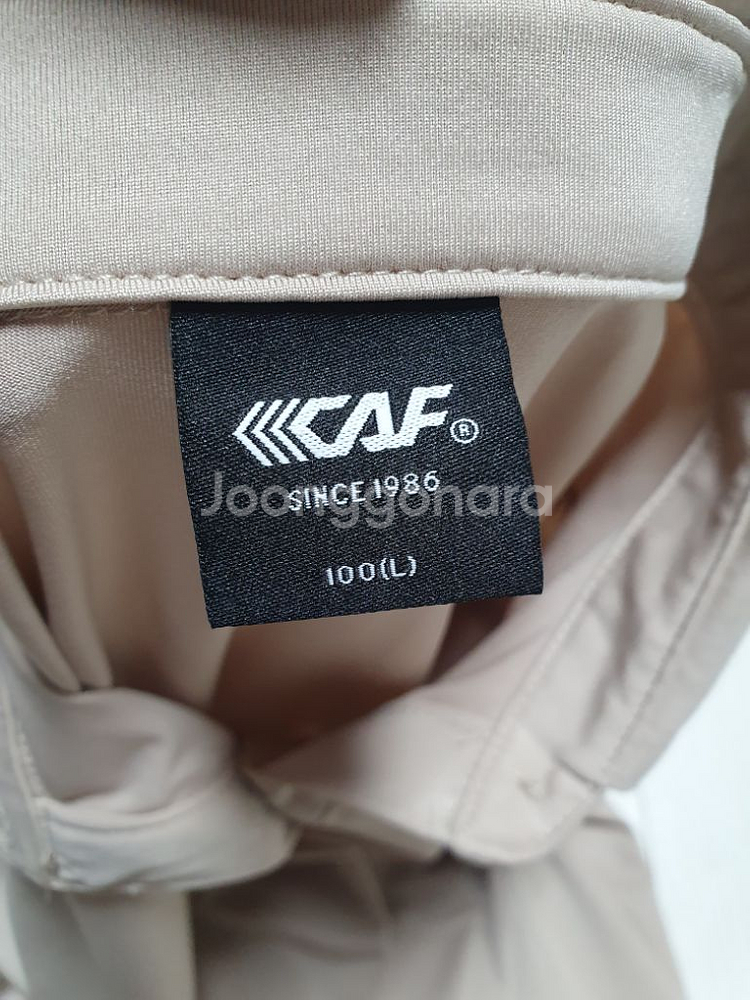 CAF®
SINCE 1986
Joonggonara
100(L)